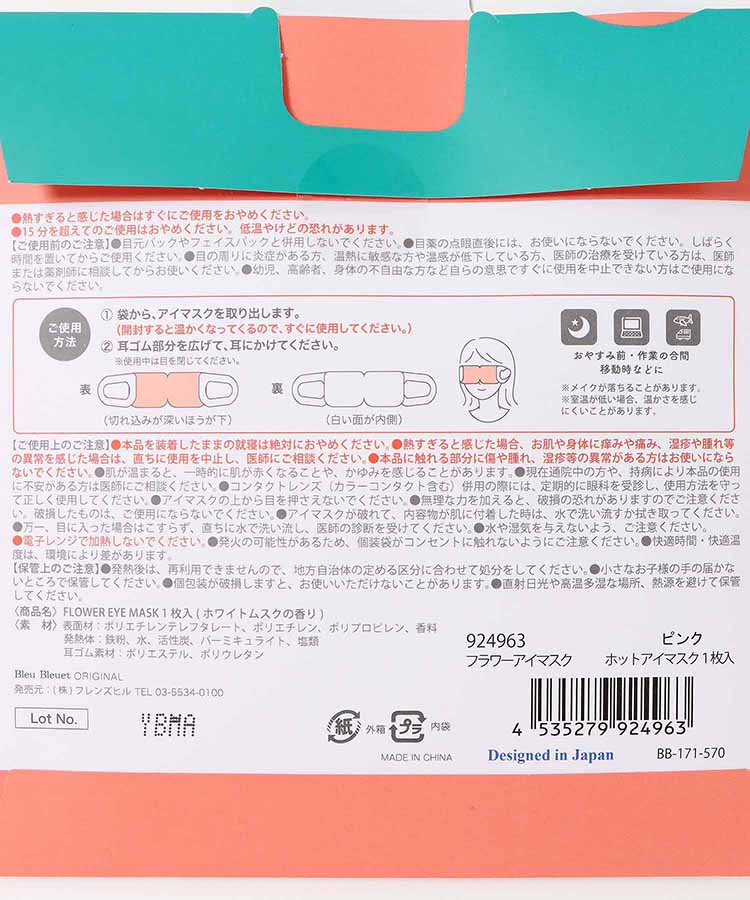 ●熱すぎると感じた場合はすぐにご使用をおやめください。
●15分を超えてのご使用はおやめください。低温やけどの恐れがあります。
【ご使用前のご注意】●目元パックやフェイスパックと併用しないでください。●目薬の点眼直後には、お使いにならないでください。しばらく
時間を置いてからご使用ください。●目の周りに炎症がある方、温熱に敏感な方や温感が低下している方、医師の治療を受けている方は、医師
または薬剤師に相談してからお使いください。●幼児、高齢者、身体の不自由な方など自らの意思ですぐに使用を中止できない方はご使用にな
らないでください。
ご使用
方法
① 袋から、アイマスクを取り出します。
(開封すると温かくなってくるので、すぐに使用してください。)
② 耳ゴム部分を広げて、耳にかけてください。
※使用中は目を閉じてください。
表
(切れ込みが深いほうが下)
裏
(白い面が内側)
おやすみ前・作業の合間
移動時などに
※メイクが落ちることがあります。
※室温が低い場合、温かさを感じ
にくいことがあります。
【ご使用上のご注意】●本品を装着したままの就寝は絶対におやめください。●熱すぎると感じた場合、お肌や身体に痒みや痛み、湿疹や腫れ等
の異常を感じた場合は、直ちに使用を中止し、医師にご相談ください。●本品に触れる部分に傷や腫れ、湿疹等の異常がある方はお使いになら
ないでください。●肌が温まると、一時的に肌が赤くなることや、かゆみを感じることがあります。●現在通院中の方や、持病により本品の使用
に不安がある方は医師にご相談ください。●コンタクトレンズ（カラーコンタクト含む）併用の際には、定期的に眼科を受診し、使用方法を守っ
て正しく使用してください。●アイマスクの上から目を押さえないでください。●無理な力を加えると、破損の恐れがありますのでご注意くださ
い。破損したものは、ご使用にならないでください。●アイマスクが破れて、内容物が肌に付着した時は、水で洗い流すか拭き取ってください。
●万一、目に入った場合はこすらず、直ちに水で洗い流し、医師の診断を受けてください。●水や湿気を与えないよう、ご注意ください。
●電子レンジで加熱しないでください。●発火の可能性があるため、個装袋がコンセントに触れないようにご注意ください。●快適時間・快適温
度は、環境により差があります。
【保管上のご注意】●発熱後は、再利用できませんので、地方自治体の定める区分に合わせて処分をしてください。●小さなお子様の手の届かな
いところで保管してください。●個包装が破損しますと、お使いいただけないことがあります。●直射日光や高温多湿な場所、熱源を避けて保管
してください。
〈商品名〉FLOWER EYE MASK 1枚入 ( ホワイトムスクの香り )
〈素　材〉表面材：ポリエチレンテレフタレート、ポリエチレン、ポリプロピレン、香料
発熱体：鉄粉、水、活性炭、バーミキュライト、塩類
耳ゴム素材：ポリエステル、ポリウレタン
924963 ピンク
フラワーアイマスク ホットアイマスク1枚入
Bleu Bleuet ORIGINAL
発売元：(株) フレンズヒル TEL 03-5534-0100
Lot No. YBMA
紙 外箱 プラ 内袋
MADE IN CHINA
4 535279 924963
Designed in Japan BB-171-570